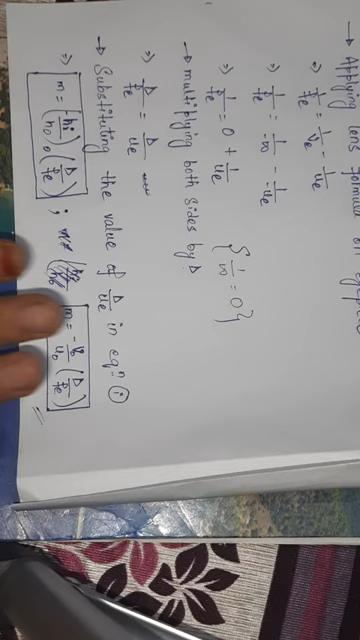 → Applying lens formula on eyepiece
⇒ 1/fe = 1/Ve - 1/ue
⇒ 1/fe = 1/-∞ - 1/-ue
⇒ 1/fe = 0 + 1/ue {1/∞ = 0}
→ multiplying both sides by D
⇒ D/fe = D/ue
→ Substituting the value of D/ue in eqn. ①
⇒ m = (-hi/ho) · (D/fe) ; m = -Vo/uo (D/fe)